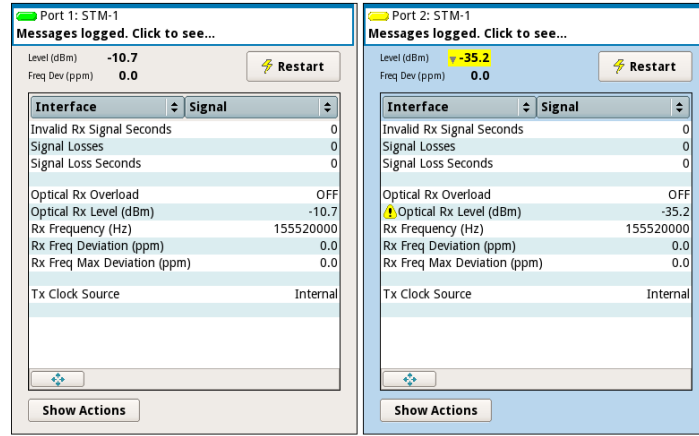 Port 1: STM-1
Messages logged. Click to see...
Level (dBm) -10.7
Freq Dev (ppm) 0.0
Restart
Interface Signal
Invalid Rx Signal Seconds 0
Signal Losses 0
Signal Loss Seconds 0
Optical Rx Overload OFF
Optical Rx Level (dBm) -10.7
Rx Frequency (Hz) 155520000
Rx Freq Deviation (ppm) 0.0
Rx Freq Max Deviation (ppm) 0.0
Tx Clock Source Internal
Show Actions
Port 2: STM-1
Messages logged. Click to see...
Level (dBm) -35.2
Freq Dev (ppm) 0.0
Restart
Interface Signal
Invalid Rx Signal Seconds 0
Signal Losses 0
Signal Loss Seconds 0
Optical Rx Overload OFF
Optical Rx Level (dBm) -35.2
Rx Frequency (Hz) 155520000
Rx Freq Deviation (ppm) 0.0
Rx Freq Max Deviation (ppm) 0.0
Tx Clock Source Internal
Show Actions